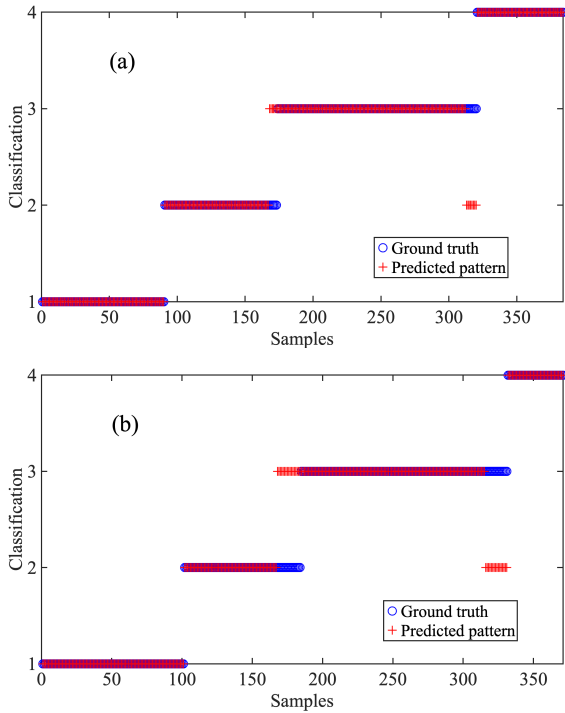 4
(a)
3
Classification
2
Ground truth
Predicted pattern
1
0 50 100 150 200 250 300 350
Samples
4
(b)
3
Classification
2
Ground truth
Predicted pattern
1
0 50 100 150 200 250 300 350
Samples